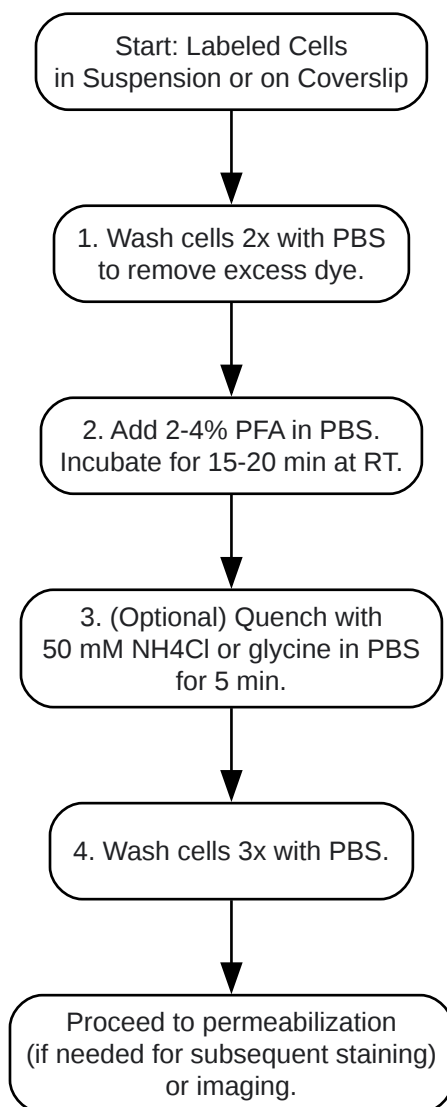 Start: Labeled Cells
in Suspension or on Coverslip
1. Wash cells 2x with PBS
to remove excess dye.
2. Add 2-4% PFA in PBS.
Incubate for 15-20 min at RT.
3. (Optional) Quench with
50 mM NH4Cl or glycine in PBS
for 5 min.
4. Wash cells 3x with PBS.
Proceed to permeabilization
(if needed for subsequent staining)
or imaging.